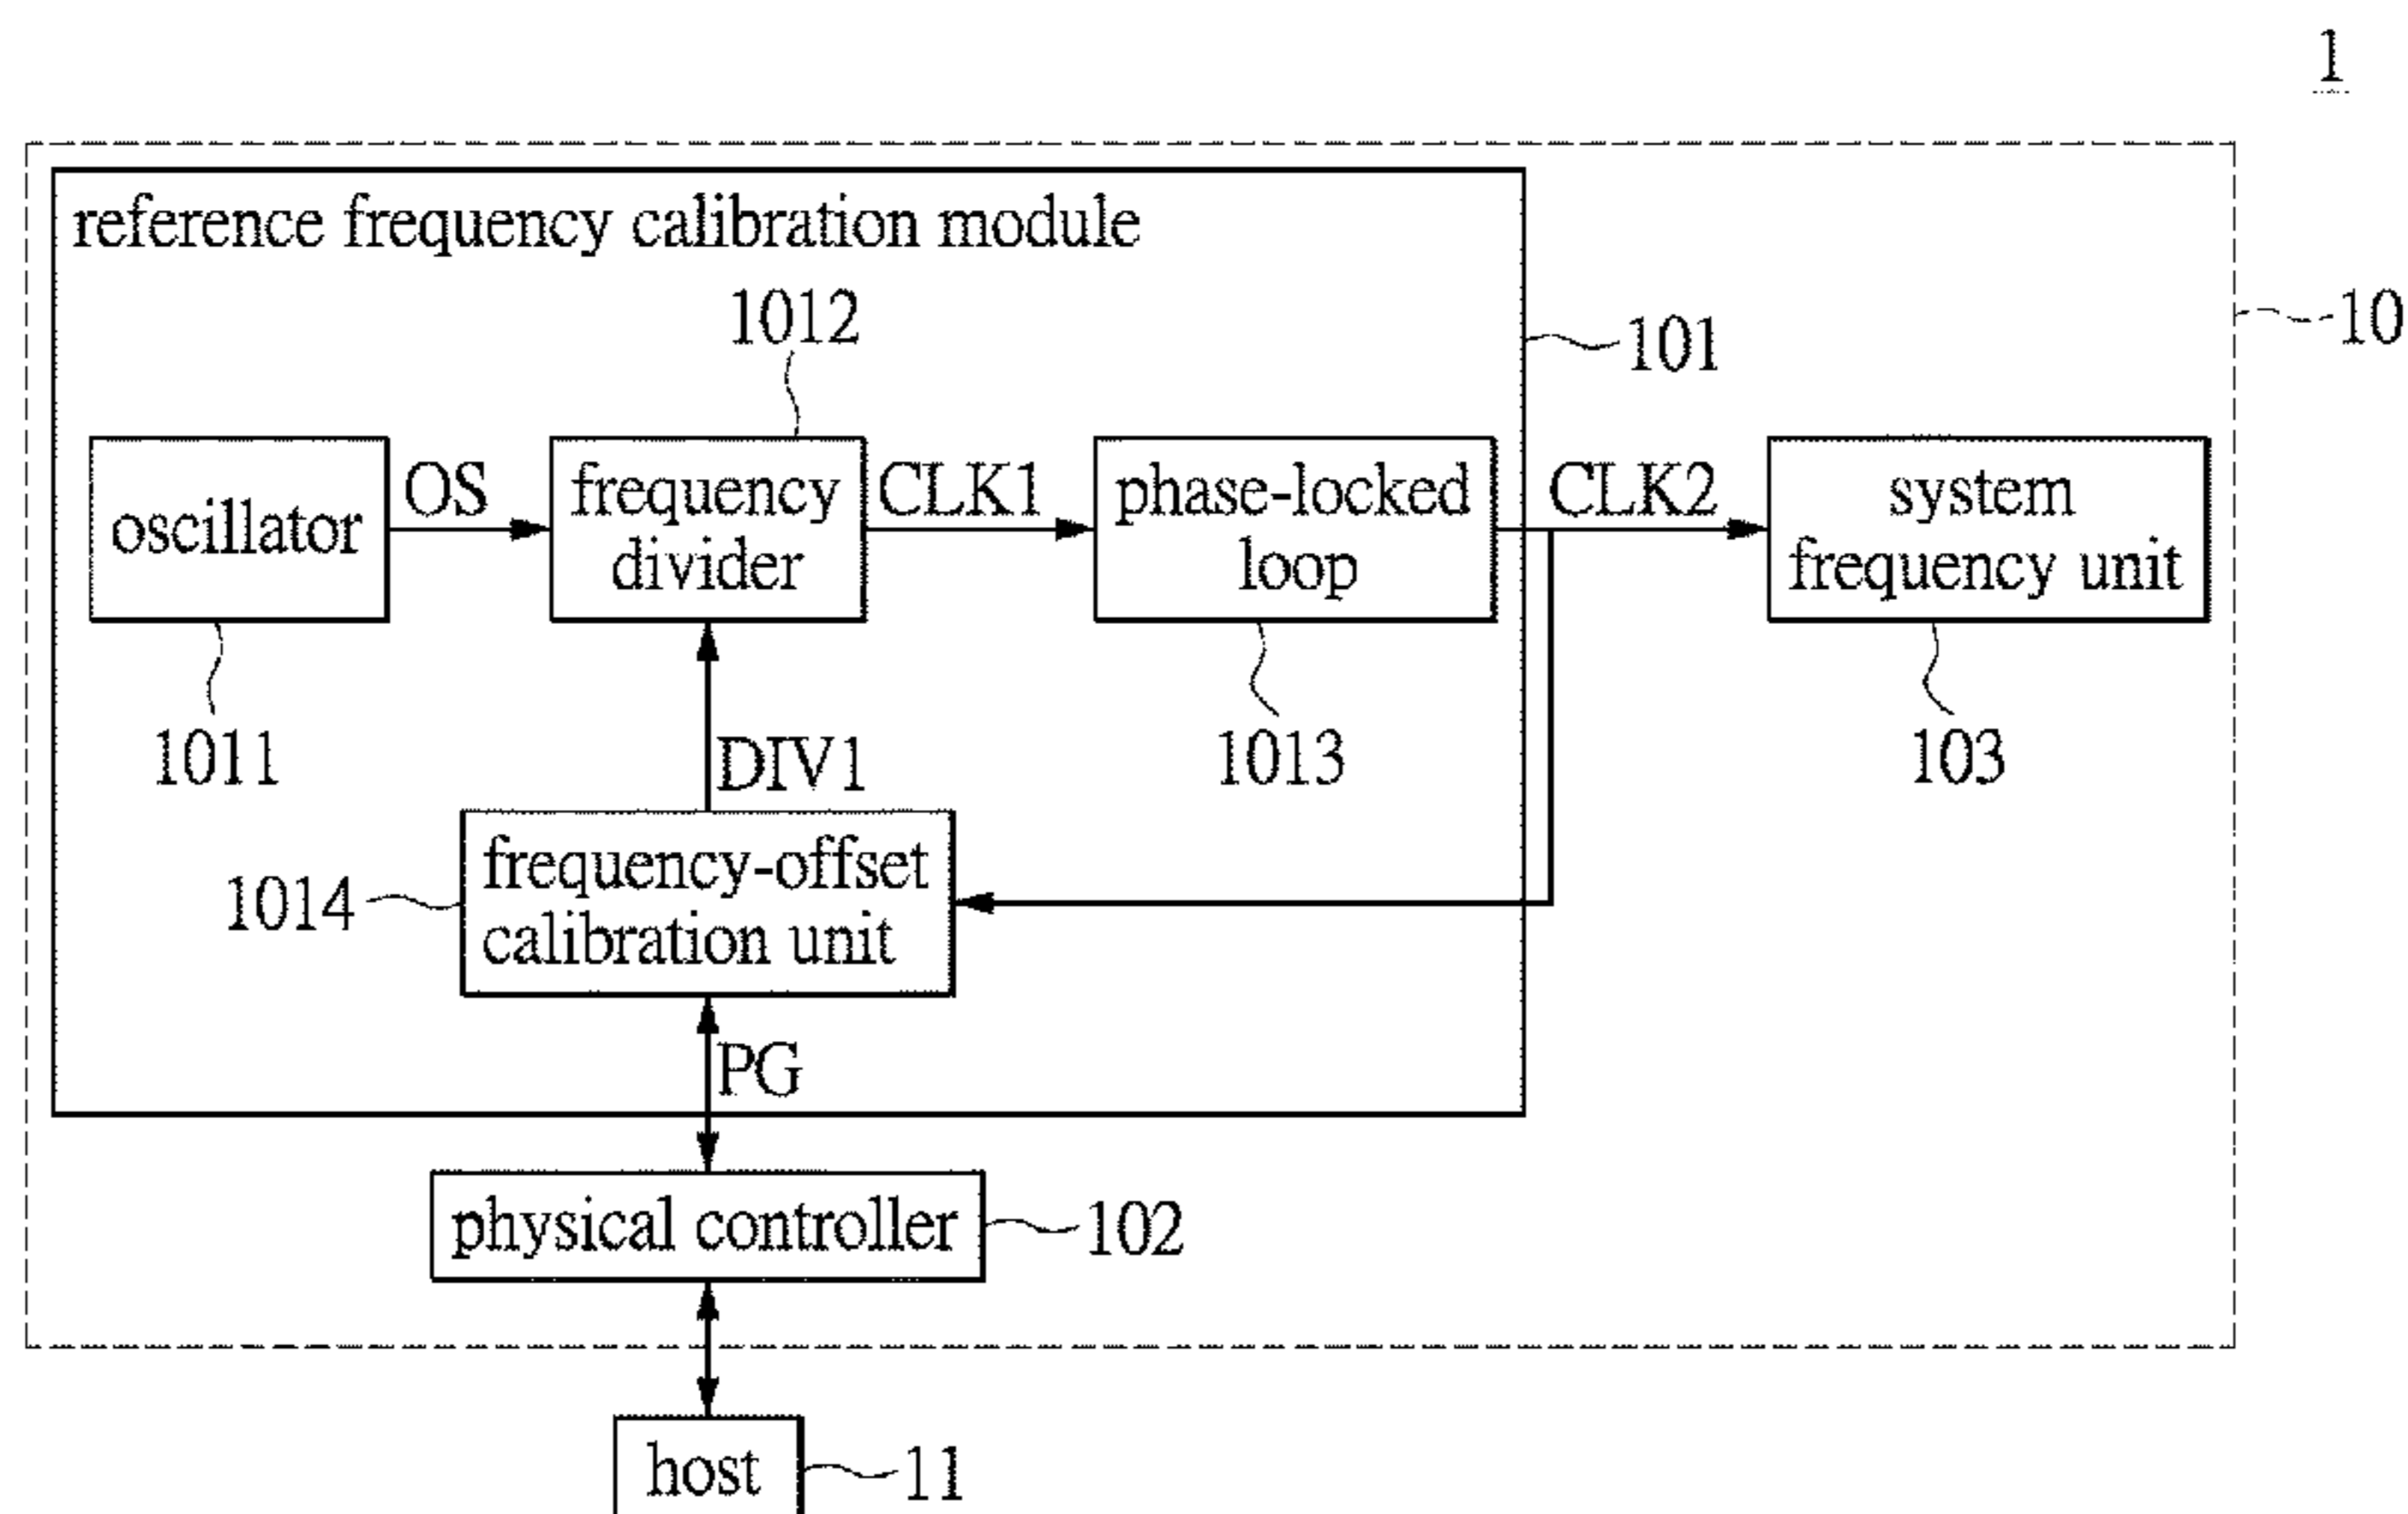 1
reference frequency calibration module
1012
101
10
oscillator
OS
frequency
divider
CLK1
phase-locked
loop
CLK2
system
frequency unit
1011
DIV1
1013
103
1014
frequency-offset
calibration unit
PG
physical controller
102
host
11